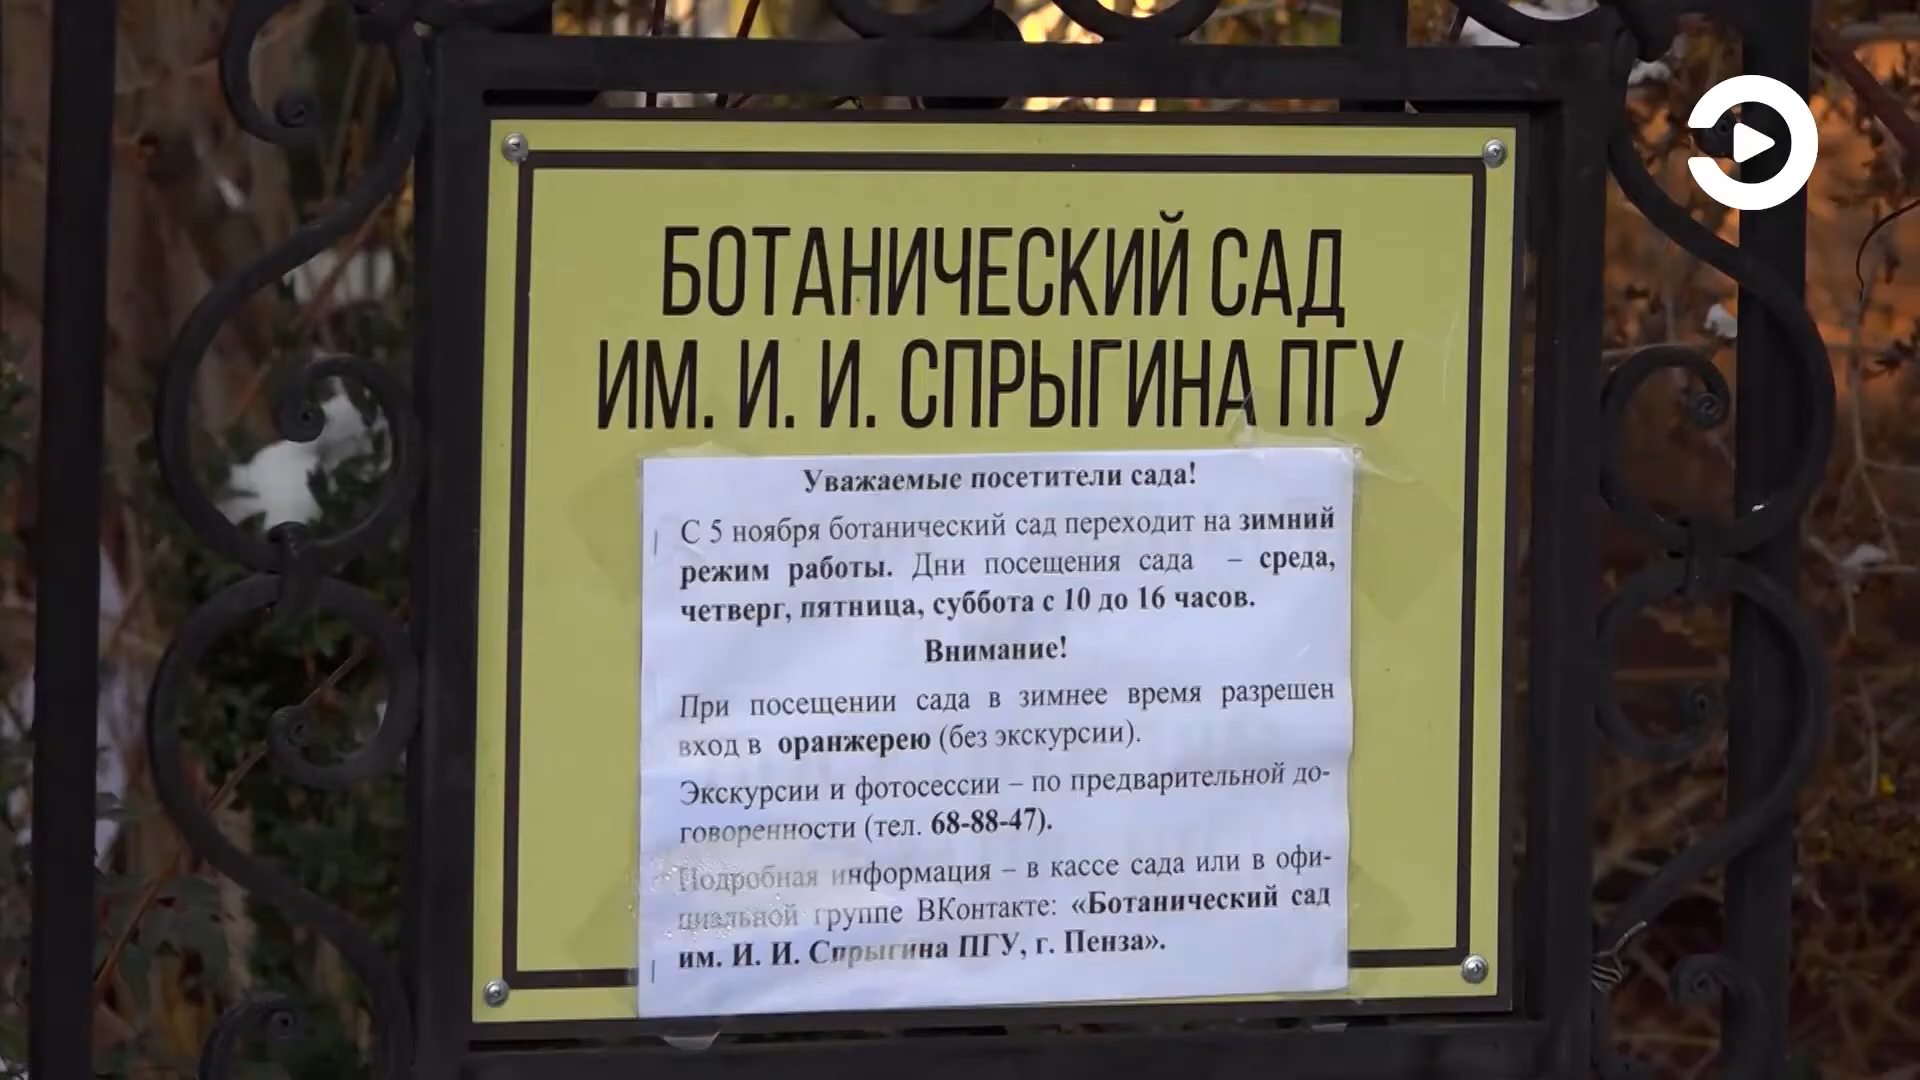 БОТАНИЧЕСКИЙ САД
ИМ. И. И. СПРЫГИНА ПГУ
Уважаемые посетители сада!
С 5 ноября ботанический сад переходит на зимний
режим работы. Дни посещения сада – среда,
четверг, пятница, суббота с 10 до 16 часов.
Внимание!
При посещении сада в зимнее время разрешен
вход в оранжерею (без экскурсии).
Экскурсии и фотосессии – по предварительной до-
говоренности (тел. 68-88-47).
Подробная информация – в кассе сада или в офи-
циальной группе ВКонтакте: «Ботанический сад
им. И. И. Спрыгина ПГУ, г. Пенза».